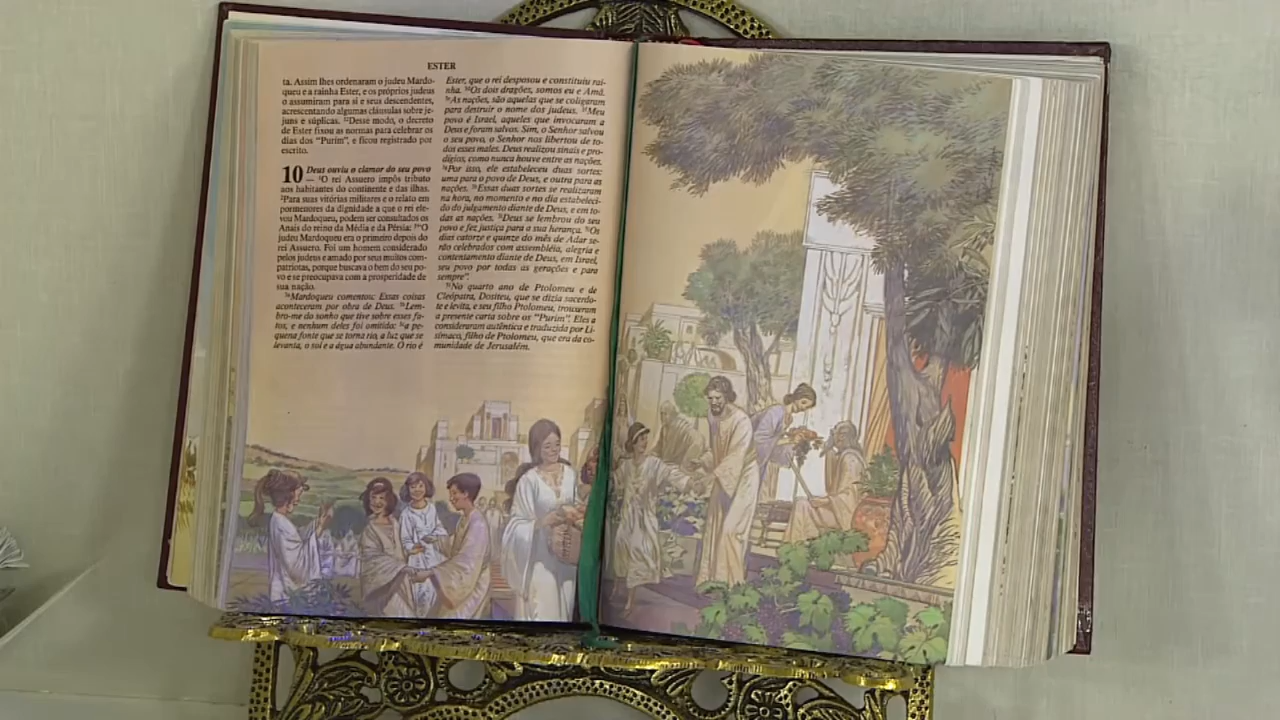 ESTER
ta. Assim lhes ordenaram o judeu Mardo-
queu e a rainha Ester, e os próprios judeus
o assumiram para si e seus descendentes,
acrescentando algumas cláusulas sobre je-
juns e súplicas. ³²Desse modo, o decreto
de Ester fixou as normas para celebrar os
dias dos "Purim", e ficou registrado por
escrito.
10 Deus ouviu o clamor do seu povo
— ¹O rei Assuero impôs tributo
aos habitantes do continente e das ilhas.
²Para suas vitórias militares e o relato em
pormenores da dignidade a que o rei ele-
vou Mardoqueu, podem ser consultados os
Anais do reino da Média e da Pérsia: ³"O
judeu Mardoqueu era o primeiro depois do
rei Assuero. Foi um homem considerado
pelos judeus e amado por seus muitos com-
patriotas, porque buscava o bem do seu po-
vo e se preocupava com a prosperidade de
sua nação.
Mardoqueu comentou: Essas coisas
aconteceram por obra de Deus. Lem-
bro-me do sonho que tive sobre esses fa-
tos, e nenhum deles foi omitido: a pe-
quena fonte que se torna rio, a luz que se
levanta, o sol e a água abundante. O rio é
Ester, que o rei desposou e constituiu rai-
nha. Os dois dragões, somos eu e Amã.
As nações, são aquelas que se coligaram
para destruir o nome dos judeus. Meu
povo é Israel, aqueles que invocaram a
Deus e foram salvos. Sim, o Senhor salvou
o seu povo, o Senhor nos libertou de to-
dos esses males. Deus realizou sinais e pro-
dígios, como nunca houve entre as nações.
Por isso, ele estabeleceu duas sortes:
uma para o povo de Deus, e outra para as
nações. Essas duas sortes se realizaram
na hora, no momento e no dia estabeleci-
do do julgamento diante de Deus, e em to-
das as nações. Deus se lembrou do seu
povo e fez justiça para a sua herança. Os
dias catorze e quinze do mês de Adar se-
rão celebrados com assembléia, alegria e
contentamento diante de Deus, em Israel,
seu povo por todas as gerações e para
sempre".
No quarto ano de Ptolomeu e de
Cleópatra, Dositeu, que se dizia sacerdo-
te e levita, e seu filho Ptolomeu, trouxeram
a presente carta sobre os "Purim". Eles a
consideraram autêntica e traduzida por Li-
símaco, filho de Ptolomeu, que era da co-
munidade de Jerusalém.